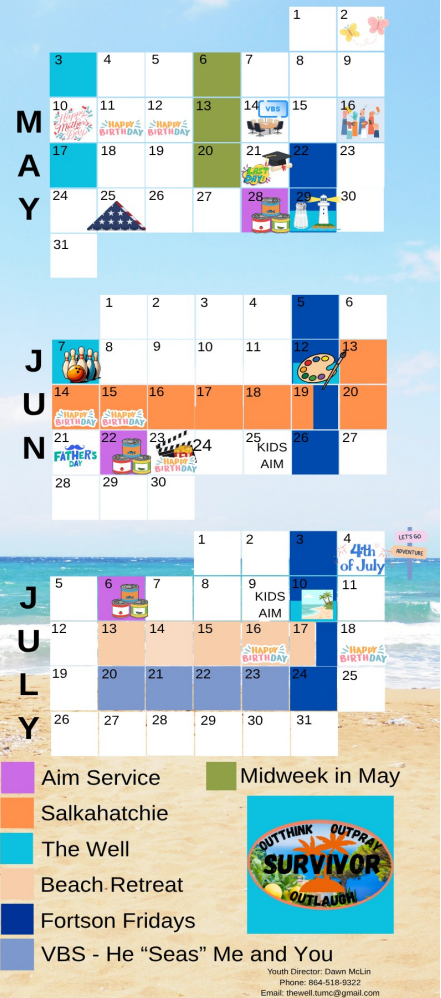 MAY
1 2
3 4 5 6 7 8 9
10 11 12 13 14 15 16
Happy Mother's Day
HAPPY BIRTHDAY
HAPPY BIRTHDAY
VBS
17 18 19 20 21 22 23
LAST DAY!
24 25 26 27 28 29 30
31
JUN
1 2 3 4 5 6
7 8 9 10 11 12 13
14 15 16 17 18 19 20
HAPPY BIRTHDAY
HAPPY BIRTHDAY
21 22 23 24 25 26 27
FATHER'S DAY
HAPPY BIRTHDAY
KIDS
AIM
28 29 30
JULY
1 2 3 4
4th of July
LET'S GO
ADVENTURE
5 6 7 8 9 10 11
KIDS
AIM
12 13 14 15 16 17 18
HAPPY BIRTHDAY
HAPPY BIRTHDAY
19 20 21 22 23 24 25
26 27 28 29 30 31
Aim Service
Midweek in May
Salkahatchie
The Well
Beach Retreat
Fortson Fridays
VBS - He “Seas” Me and You
OUTTHINK OUTPRAY
SURVIVOR
OUTLAUGH
Youth Director: Dawn McLin
Phone: 864-518-9322
Email: thewell.tumc@gmail.com